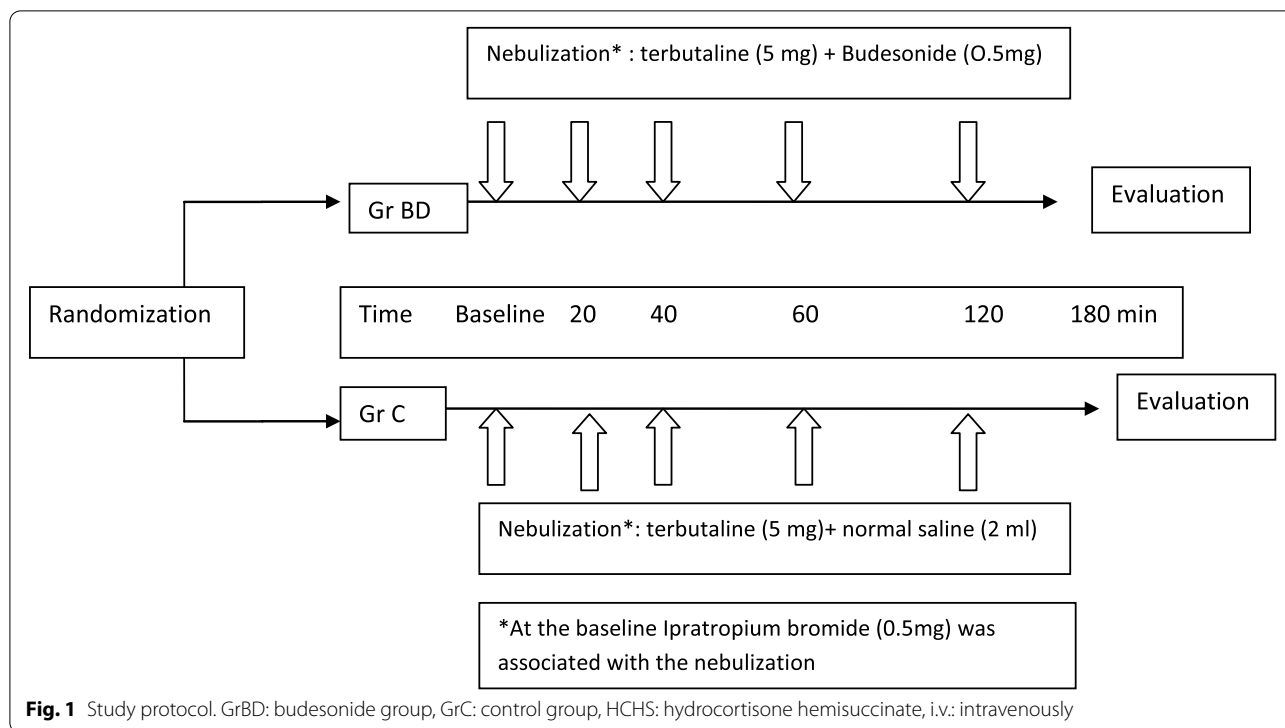 Nebulization* : terbutaline (5 mg) + Budesonide (O.5mg)
Gr BD
Evaluation
Randomization
Time Baseline 20 40 60 120 180 min
Gr C
Evaluation
Nebulization*: terbutaline (5 mg)+ normal saline (2 ml)
*At the baseline Ipratropium bromide (0.5mg) was
associated with the nebulization
Fig. 1 Study protocol. GrBD: budesonide group, GrC: control group, HCHS: hydrocortisone hemisuccinate, i.v.: intravenously